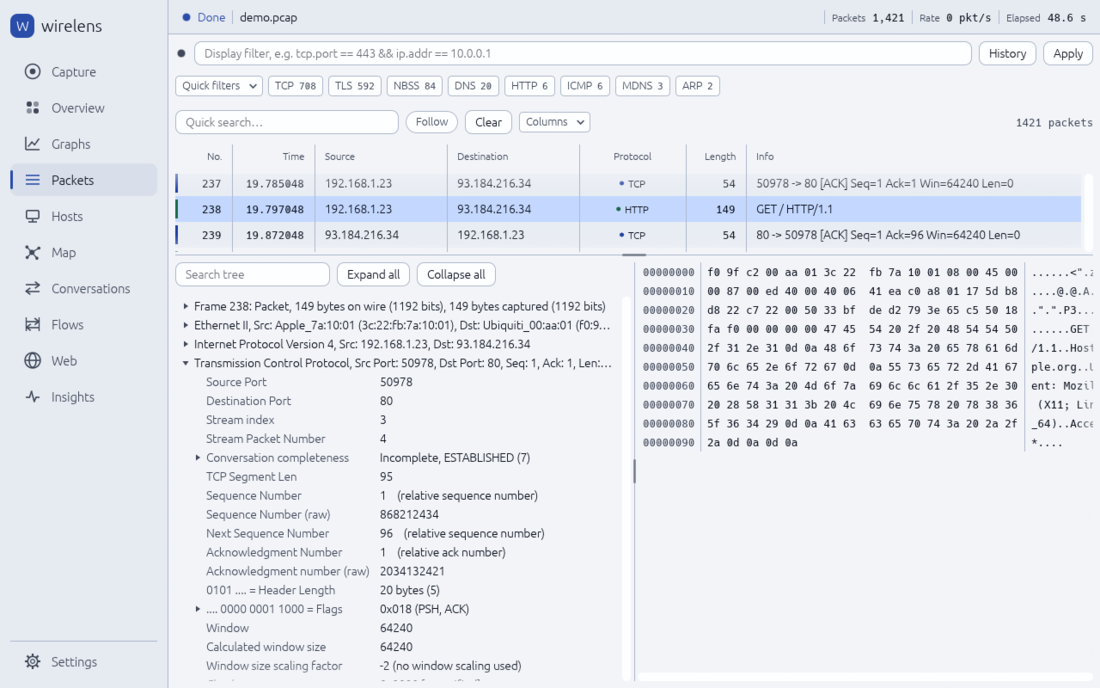 W wirelens
Capture
Overview
Graphs
Packets
Hosts
Map
Conversations
Flows
Web
Insights
Settings
Done demo.pcap Packets 1,421 Rate 0 pkt/s Elapsed 48.6 s
Display filter, e.g. tcp.port == 443 && ip.addr == 10.0.0.1 History Apply
Quick filters TCP 708 TLS 592 NBSS 84 DNS 20 HTTP 6 ICMP 6 MDNS 3 ARP 2
Quick search… Follow Clear Columns 1421 packets
No. Time Source Destination Protocol Length Info
237 19.785048 192.168.1.23 93.184.216.34 TCP 54 50978 -> 80 [ACK] Seq=1 Ack=1 Win=64240 Len=0
238 19.797048 192.168.1.23 93.184.216.34 HTTP 149 GET / HTTP/1.1
239 19.872048 93.184.216.34 192.168.1.23 TCP 54 80 -> 50978 [ACK] Seq=1 Ack=96 Win=64240 Len=0
Search tree Expand all Collapse all
Frame 238: Packet, 149 bytes on wire (1192 bits), 149 bytes captured (1192 bits)
Ethernet II, Src: Apple_7a:10:01 (3c:22:fb:7a:10:01), Dst: Ubiquiti_00:aa:01 (f0:9…
Internet Protocol Version 4, Src: 192.168.1.23, Dst: 93.184.216.34
Transmission Control Protocol, Src Port: 50978, Dst Port: 80, Seq: 1, Ack: 1, Len:…
Source Port 50978
Destination Port 80
Stream index 3
Stream Packet Number 4
Conversation completeness Incomplete, ESTABLISHED (7)
TCP Segment Len 95
Sequence Number 1 (relative sequence number)
Sequence Number (raw) 868212434
Next Sequence Number 96 (relative sequence number)
Acknowledgment Number 1 (relative ack number)
Acknowledgment number (raw) 2034132421
0101 .... = Header Length 20 bytes (5)
.... 0000 0001 1000 = Flags 0x018 (PSH, ACK)
Window 64240
Calculated window size 64240
Window size scaling factor -2 (no window scaling used)
00000000 f0 9f c2 00 aa 01 3c 22 fb 7a 10 01 08 00 45 00 ......<".z
00000010 00 87 00 ed 40 00 40 06 41 ea c0 a8 01 17 5d b8 ....@.@.A.
00000020 d8 22 c7 22 00 50 33 bf de d2 79 3e 65 c5 50 18 .".".P3...
00000030 fa f0 00 00 00 00 47 45 54 20 2f 20 48 54 54 50 ......GET
00000040 2f 31 2e 31 0d 0a 48 6f 73 74 3a 20 65 78 61 6d /1.1..Host
00000050 70 6c 65 2e 6f 72 67 0d 0a 55 73 65 72 2d 41 67 ple.org..U
00000060 65 6e 74 3a 20 4d 6f 7a 69 6c 6c 61 2f 35 2e 30 ent: Mozil
00000070 20 28 58 31 31 3b 20 4c 69 6e 75 78 20 78 38 36 (X11; Lin
00000080 5f 36 34 29 0d 0a 41 63 63 65 70 74 3a 20 2a 2f _64)..Acce
00000090 2a 0d 0a 0d 0a *....